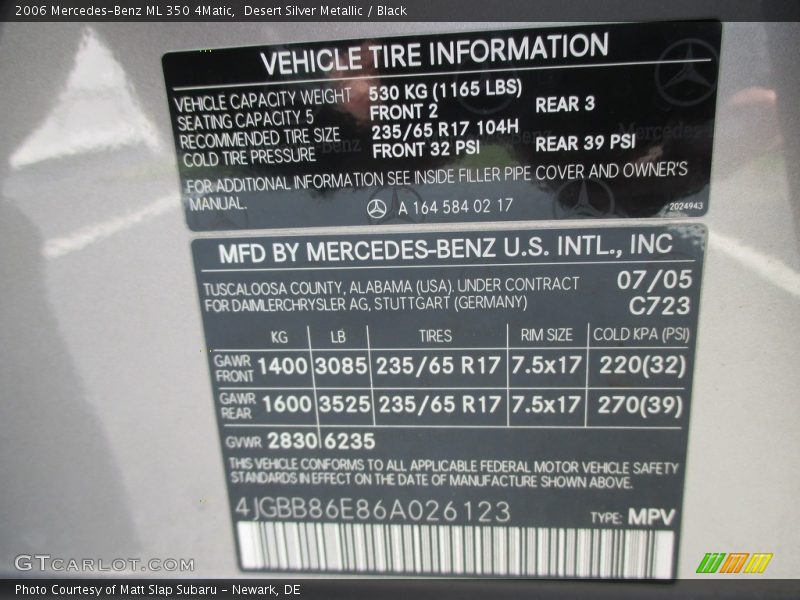 2006 Mercedes-Benz ML 350 4Matic, Desert Silver Metallic / Black
VEHICLE TIRE INFORMATION
VEHICLE CAPACITY WEIGHT 530 KG (1165 LBS)
SEATING CAPACITY 5 FRONT 2 REAR 3
RECOMMENDED TIRE SIZE 235/65 R17 104H
COLD TIRE PRESSURE FRONT 32 PSI REAR 39 PSI
FOR ADDITIONAL INFORMATION SEE INSIDE FILLER PIPE COVER AND OWNER'S
MANUAL.
A 164 584 02 17
2024943
MFD BY MERCEDES-BENZ U.S. INTL., INC
TUSCALOOSA COUNTY, ALABAMA (USA). UNDER CONTRACT 07/05
FOR DAIMLERCHRYSLER AG, STUTTGART (GERMANY) C723
KG LB TIRES RIM SIZE COLD KPA (PSI)
GAWR FRONT 1400 3085 235/65 R17 7.5x17 220(32)
GAWR REAR 1600 3525 235/65 R17 7.5x17 270(39)
GVWR 2830 6235
THIS VEHICLE CONFORMS TO ALL APPLICABLE FEDERAL MOTOR VEHICLE SAFETY
STANDARDS IN EFFECT ON THE DATE OF MANUFACTURE SHOWN ABOVE.
4JGBB86E86A026123
TYPE: MPV
GTCARLOT.COM
Photo Courtesy of Matt Slap Subaru - Newark, DE